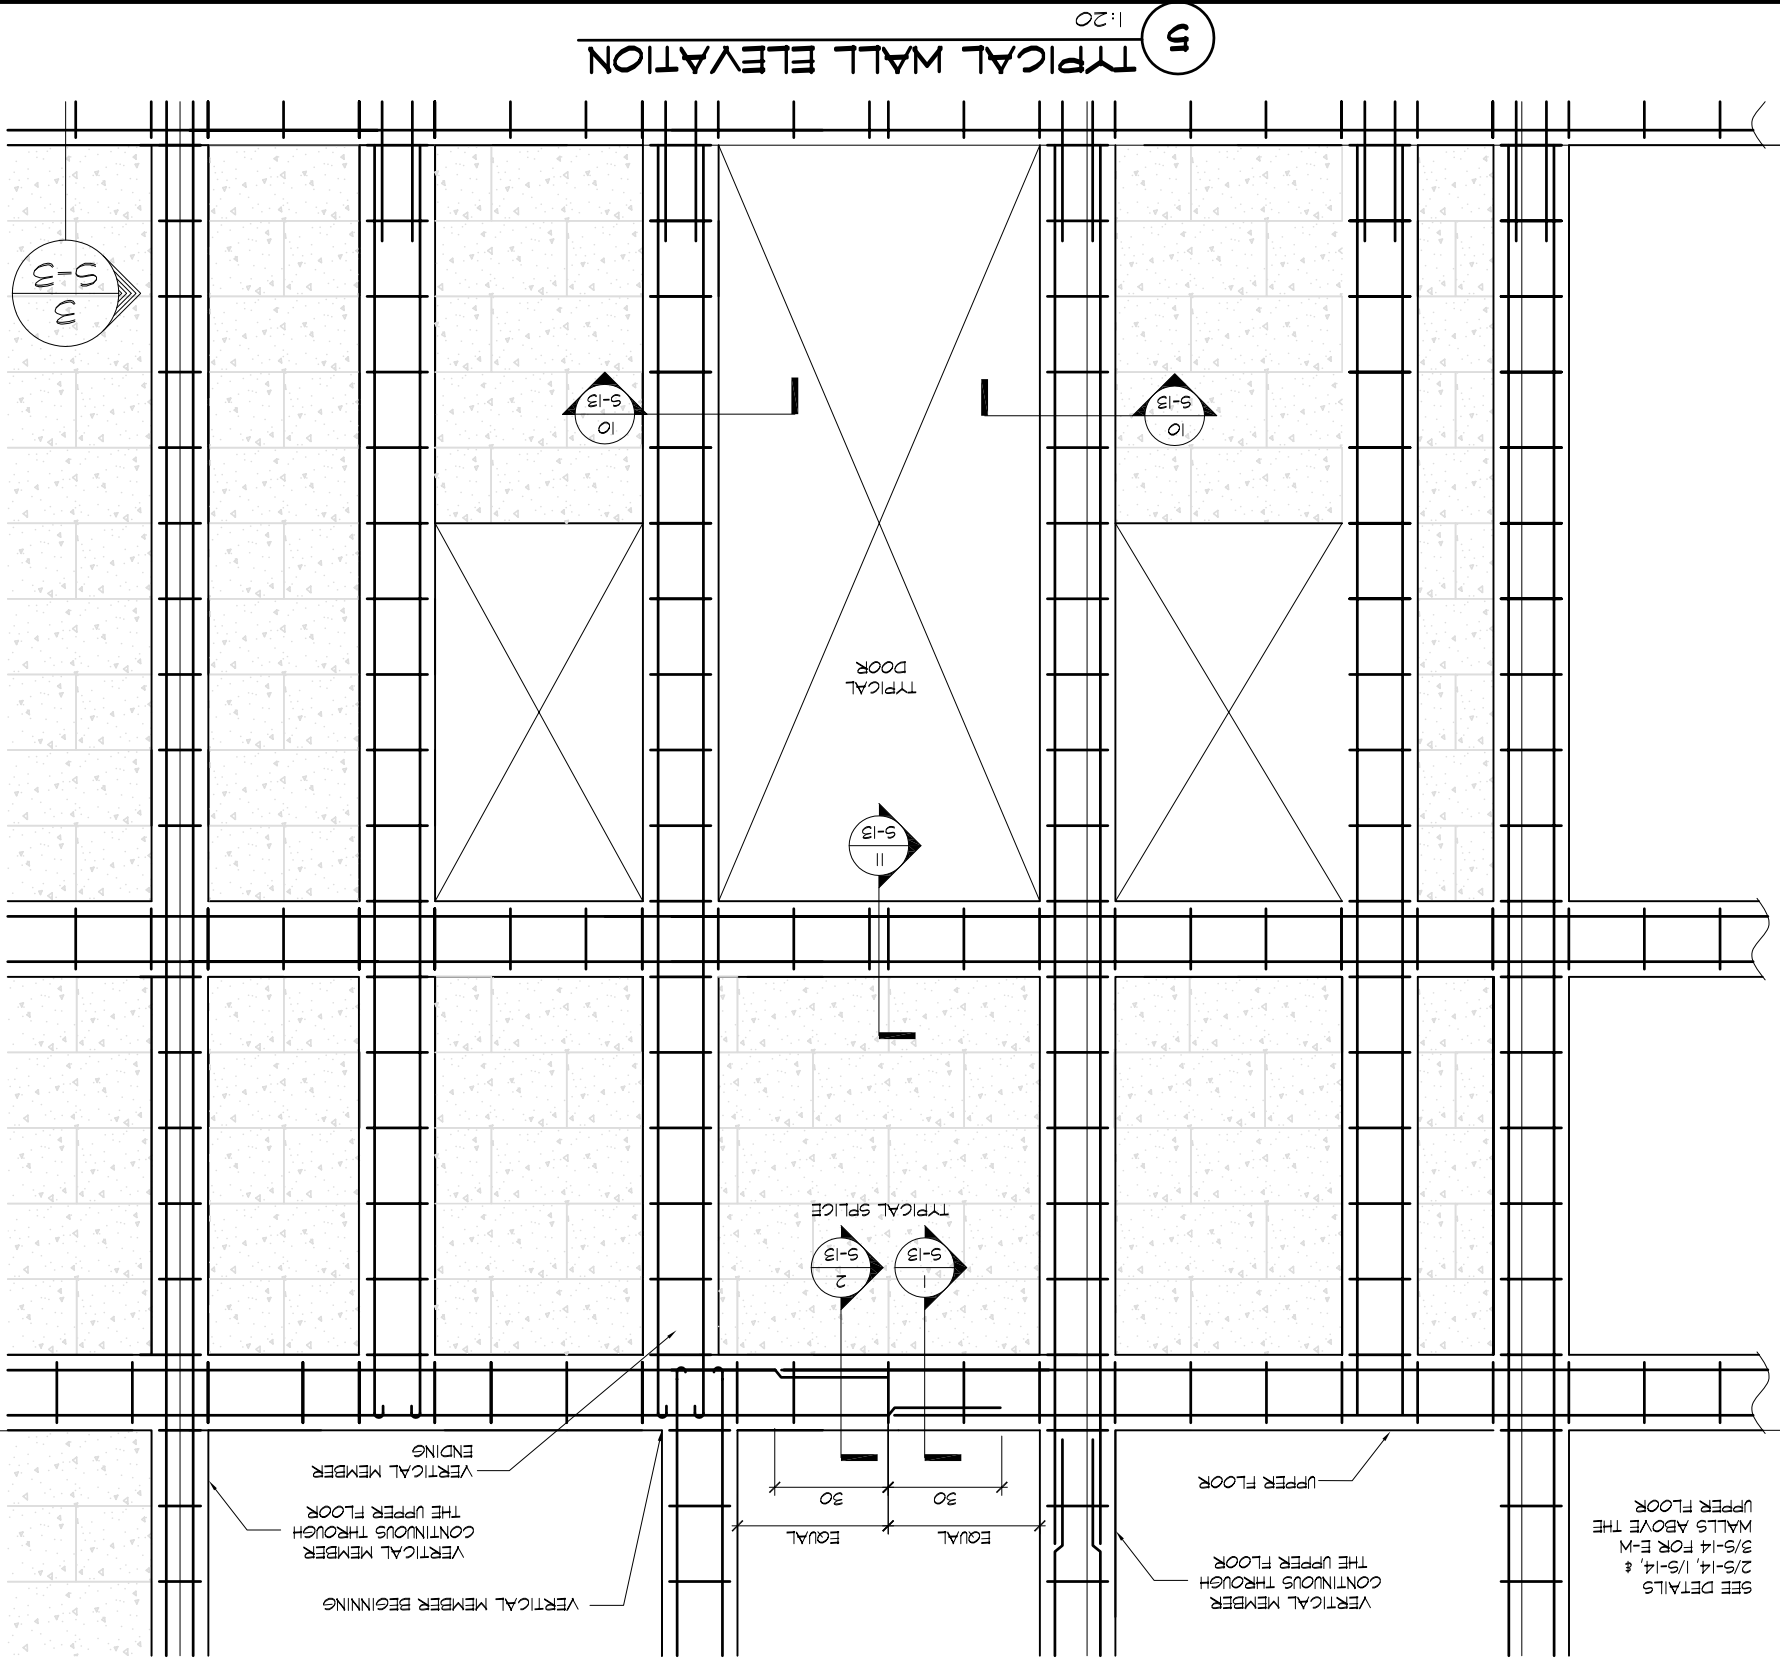 SEE DETAILS
2/S-14, 1/S-14, &
3/S-14 FOR E-W
WALLS ABOVE THE
UPPER FLOOR
VERTICAL MEMBER
CONTINUOUS THROUGH
THE UPPER FLOOR
UPPER FLOOR
EQUAL
EQUAL
30
30
VERTICAL MEMBER BEGINNING
VERTICAL MEMBER
CONTINUOUS THROUGH
THE UPPER FLOOR
VERTICAL MEMBER
ENDING
1
S-13
2
S-13
TYPICAL SPLICE
11
S-13
TYPICAL
DOOR
10
S-13
10
S-13
3
S-3
5
TYPICAL WALL ELEVATION
1:20